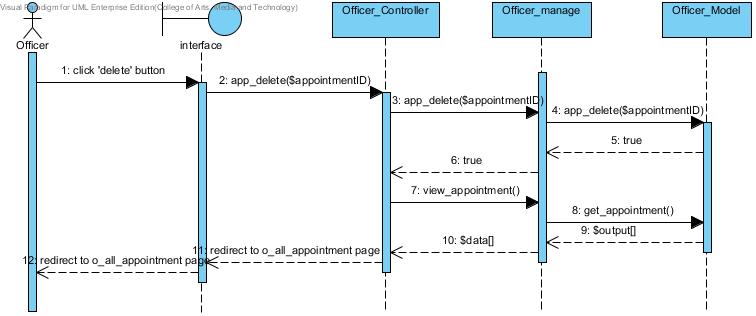 Visual Paradigm for UML Enterprise Edition(College of Arts, Media and Technology)
Officer
interface
Officer_Controller
Officer_manage
Officer_Model
1: click 'delete' button
2: app_delete($appointmentID)
3: app_delete($appointmentID)
4: app_delete($appointmentID)
5: true
6: true
7: view_appointment()
8: get_appointment()
9: $output[]
10: $data[]
11: redirect to o_all_appointment page
12: redirect to o_all_appointment page